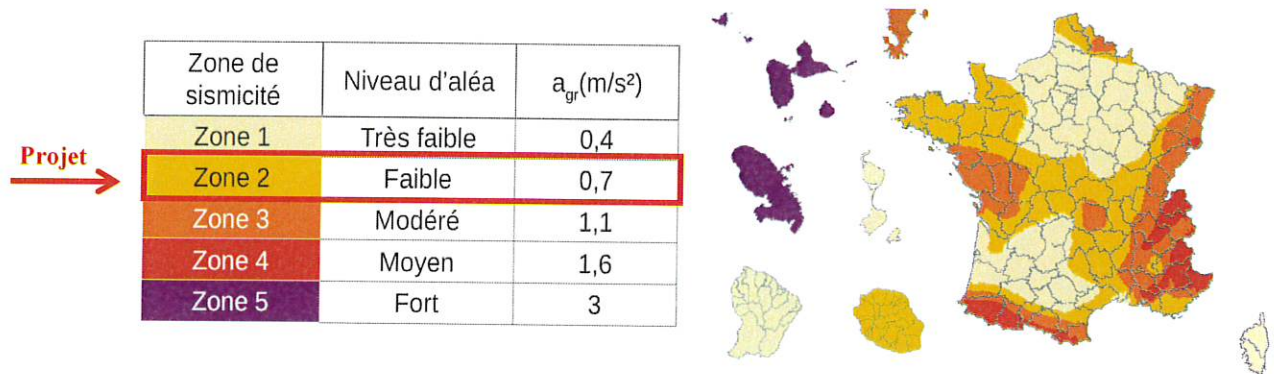 Zone de
sismicité
Niveau d'aléa
agr(m/s²)
Zone 1
Très faible
0,4
Projet
Zone 2
Faible
0,7
Zone 3
Modéré
1,1
Zone 4
Moyen
1,6
Zone 5
Fort
3